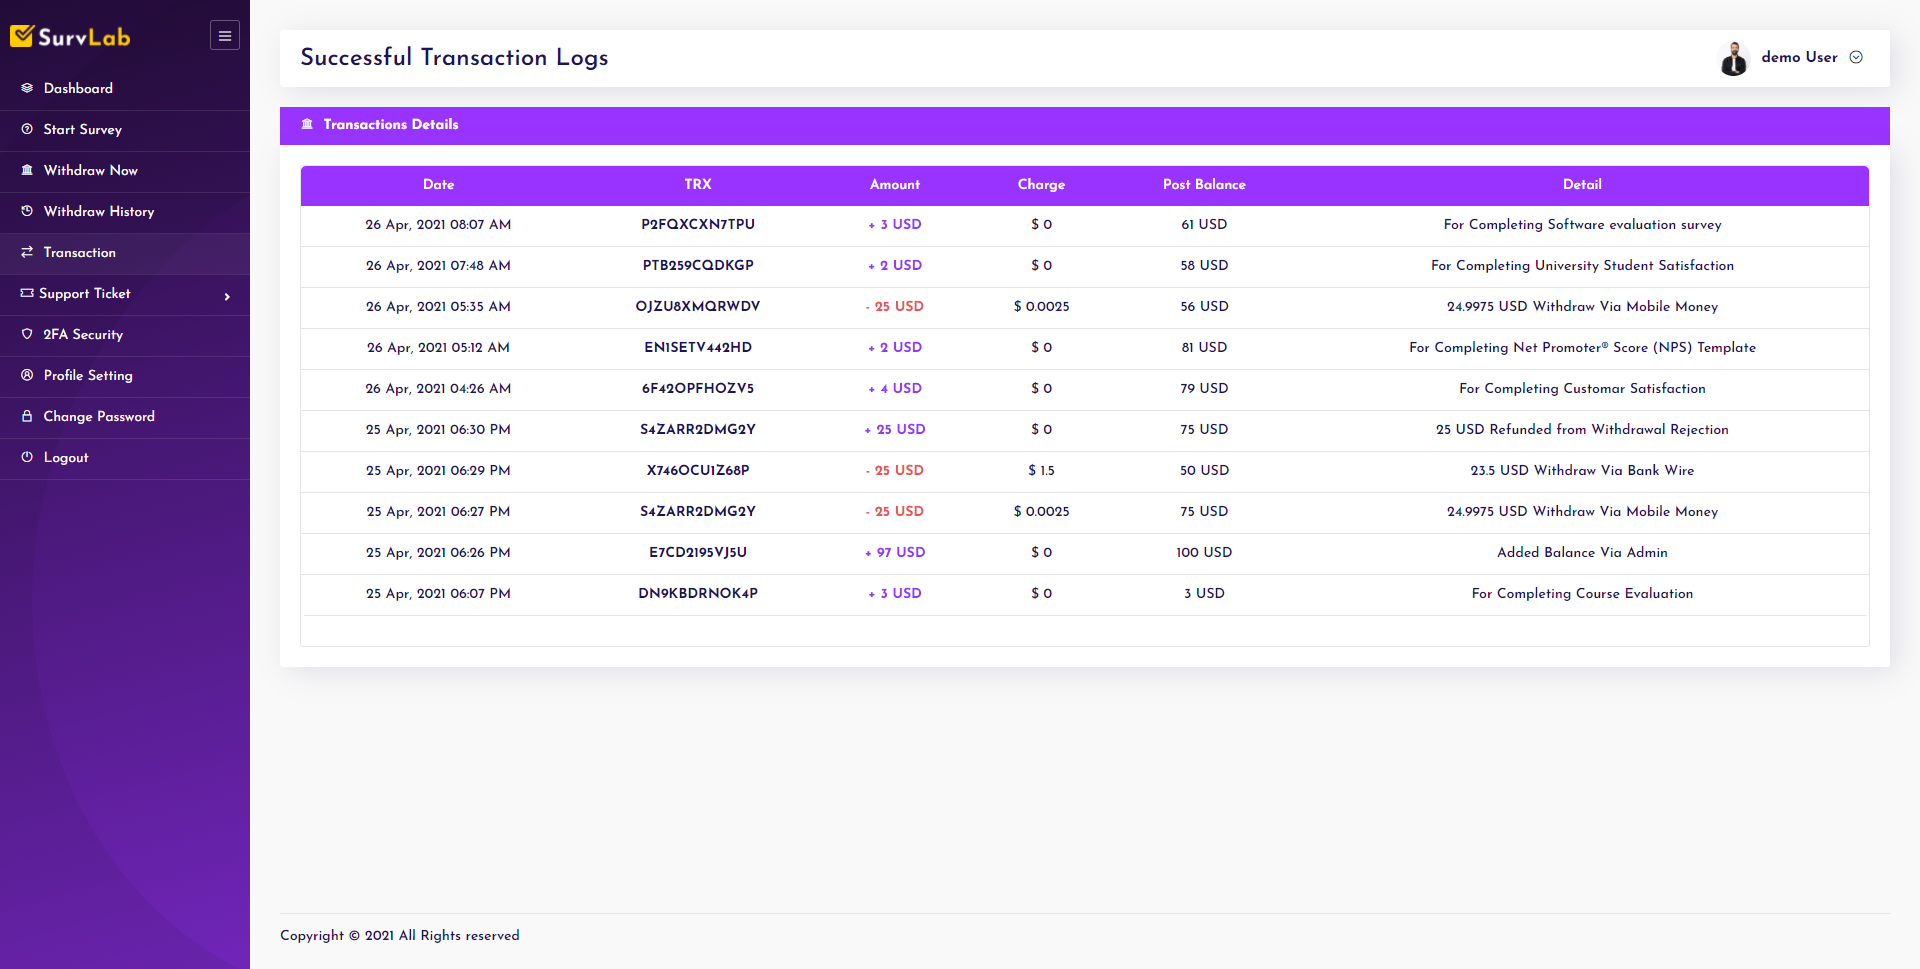 SurvLab
Dashboard
Start Survey
Withdraw Now
Withdraw History
Transaction
Support Ticket
2FA Security
Profile Setting
Change Password
Logout
Successful Transaction Logs
demo User
Transactions Details
Date TRX Amount Charge Post Balance Detail
26 Apr, 2021 08:07 AM P2FQXCXN7TPU + 3 USD $ 0 61 USD For Completing Software evaluation survey
26 Apr, 2021 07:48 AM PTB259CQDKGP + 2 USD $ 0 58 USD For Completing University Student Satisfaction
26 Apr, 2021 05:35 AM OJZU8XMQRWDV - 25 USD $ 0.0025 56 USD 24.9975 USD Withdraw Via Mobile Money
26 Apr, 2021 05:12 AM EN1SETV442HD + 2 USD $ 0 81 USD For Completing Net Promoter® Score (NPS) Template
26 Apr, 2021 04:26 AM 6F42OPFHOZV5 + 4 USD $ 0 79 USD For Completing Customar Satisfaction
25 Apr, 2021 06:30 PM S4ZARR2DMG2Y + 25 USD $ 0 75 USD 25 USD Refunded from Withdrawal Rejection
25 Apr, 2021 06:29 PM X746OCU1Z68P - 25 USD $ 1.5 50 USD 23.5 USD Withdraw Via Bank Wire
25 Apr, 2021 06:27 PM S4ZARR2DMG2Y - 25 USD $ 0.0025 75 USD 24.9975 USD Withdraw Via Mobile Money
25 Apr, 2021 06:26 PM E7CD2195VJ5U + 97 USD $ 0 100 USD Added Balance Via Admin
25 Apr, 2021 06:07 PM DN9KBDRNOK4P + 3 USD $ 0 3 USD For Completing Course Evaluation
Copyright © 2021 All Rights reserved